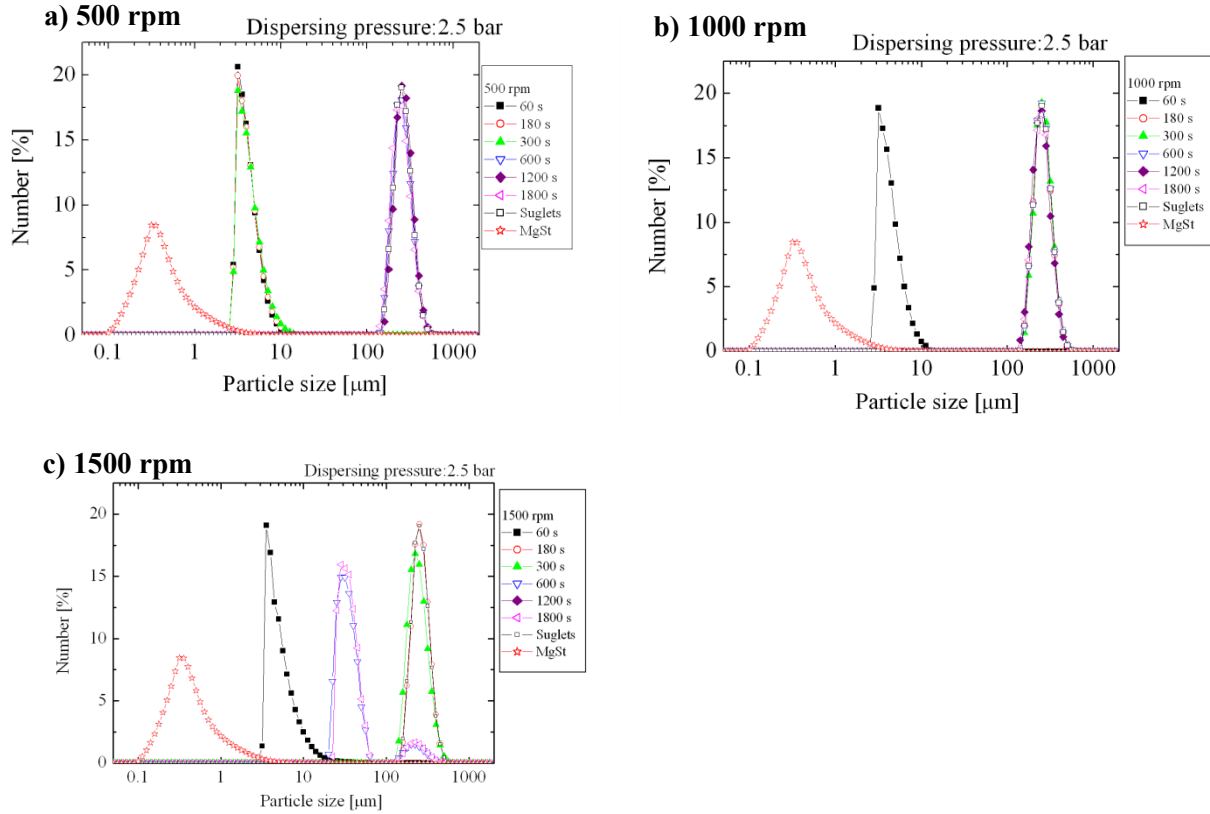 a) 500 rpm
Dispersing pressure:2.5 bar
Number [%]
20
15
10
5
0
0.1 1 10 100 1000
Particle size [μm]
500 rpm
60 s
180 s
300 s
600 s
1200 s
1800 s
Suglets
MgSt
b) 1000 rpm
Dispersing pressure:2.5 bar
Number [%]
20
15
10
5
0
0.1 1 10 100 1000
Particle size [μm]
1000 rpm
60 s
180 s
300 s
600 s
1200 s
1800 s
Suglets
MgSt
c) 1500 rpm
Dispersing pressure:2.5 bar
Number [%]
20
15
10
5
0
0.1 1 10 100 1000
Particle size [μm]
1500 rpm
60 s
180 s
300 s
600 s
1200 s
1800 s
Suglets
MgSt